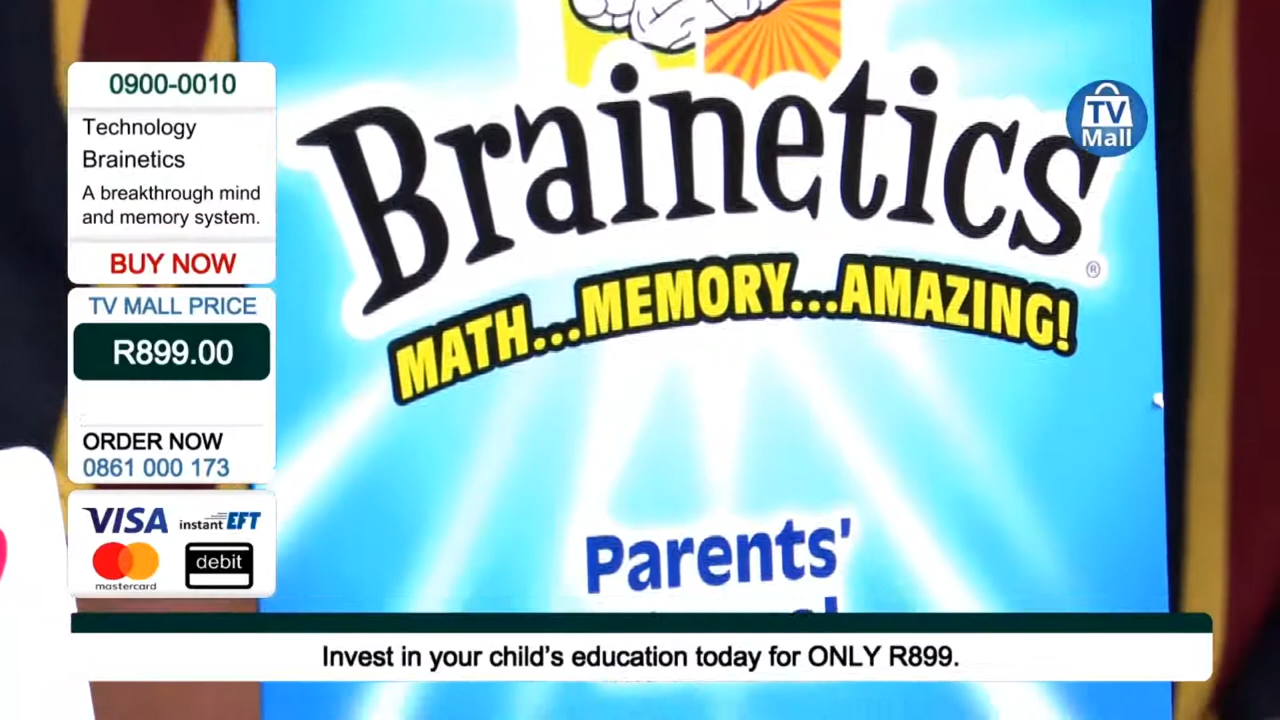 0900-0010
Technology
Brainetics
A breakthrough mind
and memory system.
BUY NOW
TV MALL PRICE
R899.00
ORDER NOW
0861 000 173
VISA instant EFT
mastercard debit
Brainetics®
MATH...MEMORY...AMAZING!
Parents'
TV
Mall
Invest in your child's education today for ONLY R899.